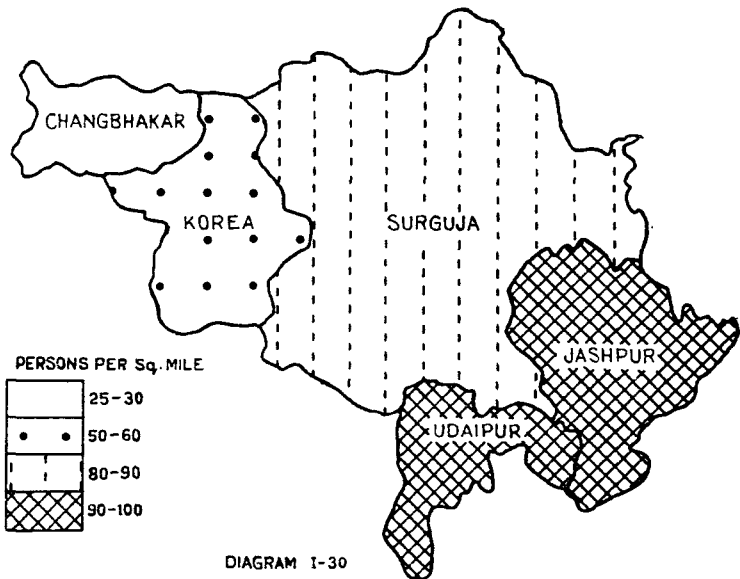 CHANGBHAKAR
KOREA
SURGUJA
JASHPUR
UDAIPUR
PERSONS PER Sq. MILE
25-30
50-60
80-90
90-100
DIAGRAM I-30